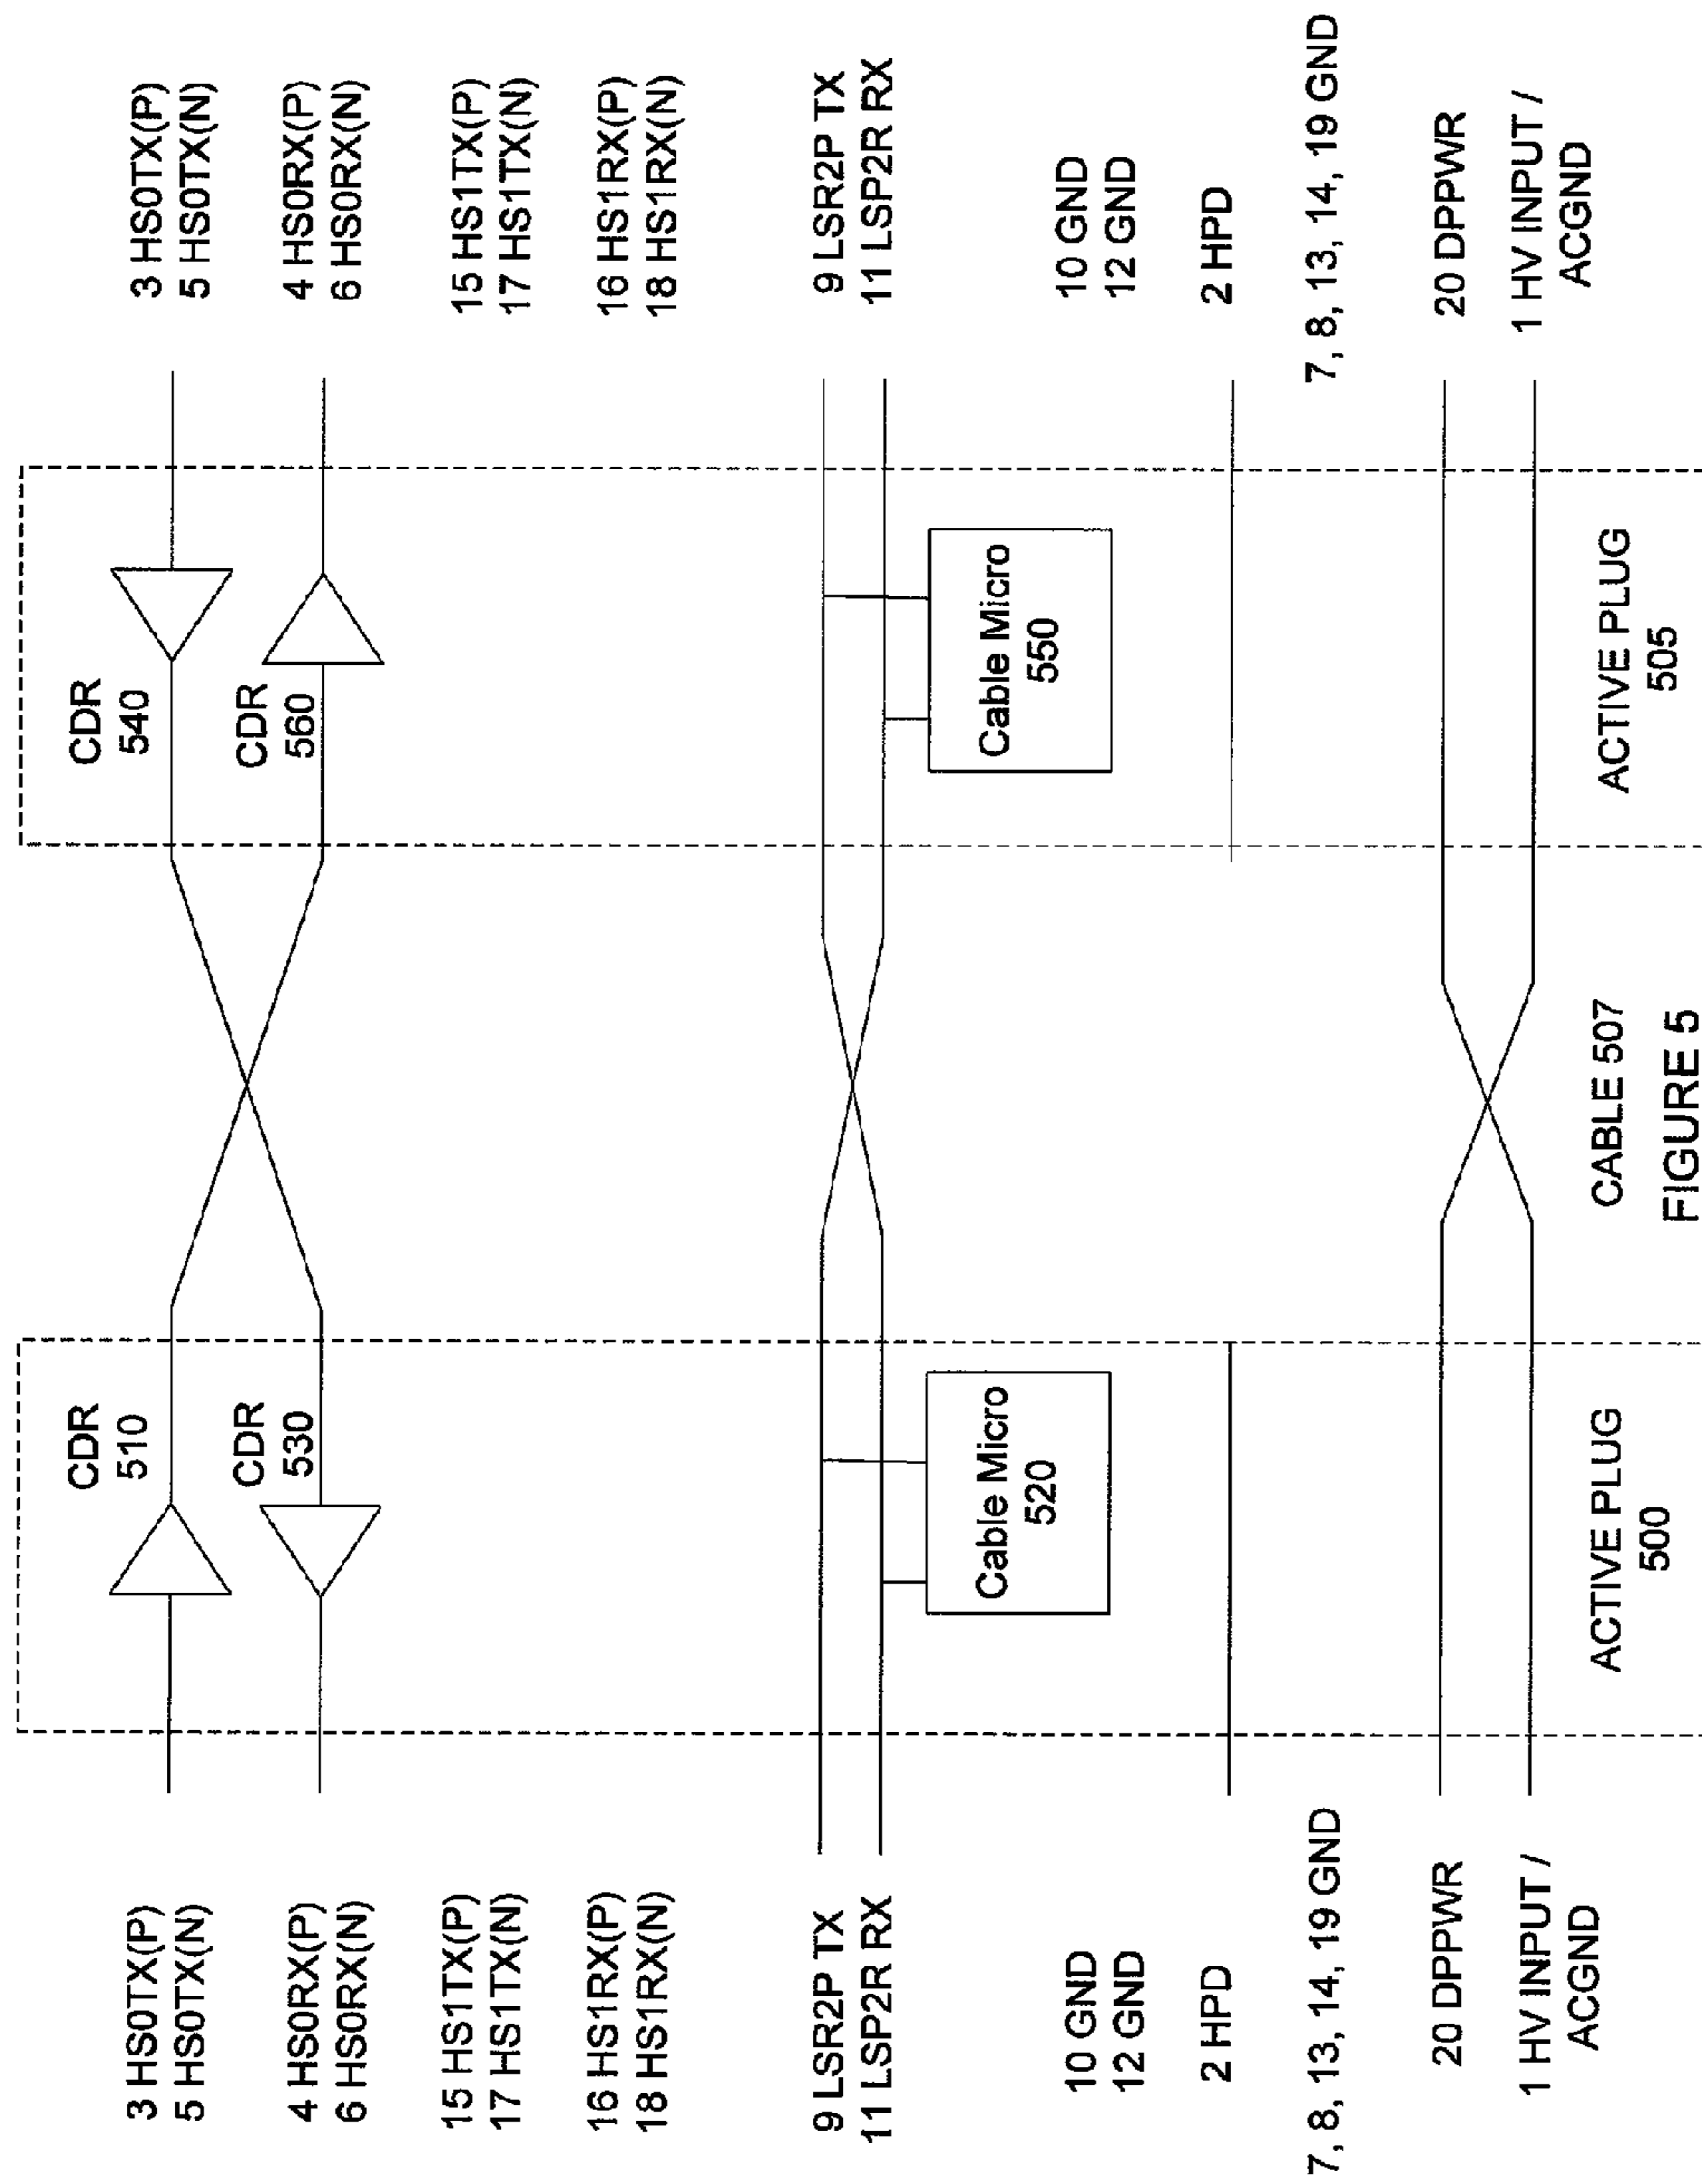 3 HS0TX(P)
5 HS0TX(N)
4 HS0RX(P)
6 HS0RX(N)
15 HS1TX(P)
17 HS1TX(N)
16 HS1RX(P)
18 HS1RX(N)
9 LSR2P TX
11 LSP2R RX
10 GND
12 GND
2 HPD
7, 8, 13, 14, 19 GND
20 DPPWR
1 HV INPUT /
ACGND
CDR
510
CDR
530
Cable Micro
520
ACTIVE PLUG
500
CABLE 507
CDR
540
CDR
560
Cable Micro
550
ACTIVE PLUG
505
3 HS0TX(P)
5 HS0TX(N)
4 HS0RX(P)
6 HS0RX(N)
15 HS1TX(P)
17 HS1TX(N)
16 HS1RX(P)
18 HS1RX(N)
9 LSR2P TX
11 LSP2R RX
10 GND
12 GND
2 HPD
7, 8, 13, 14, 19 GND
20 DPPWR
1 HV INPUT /
ACGND
FIGURE 5